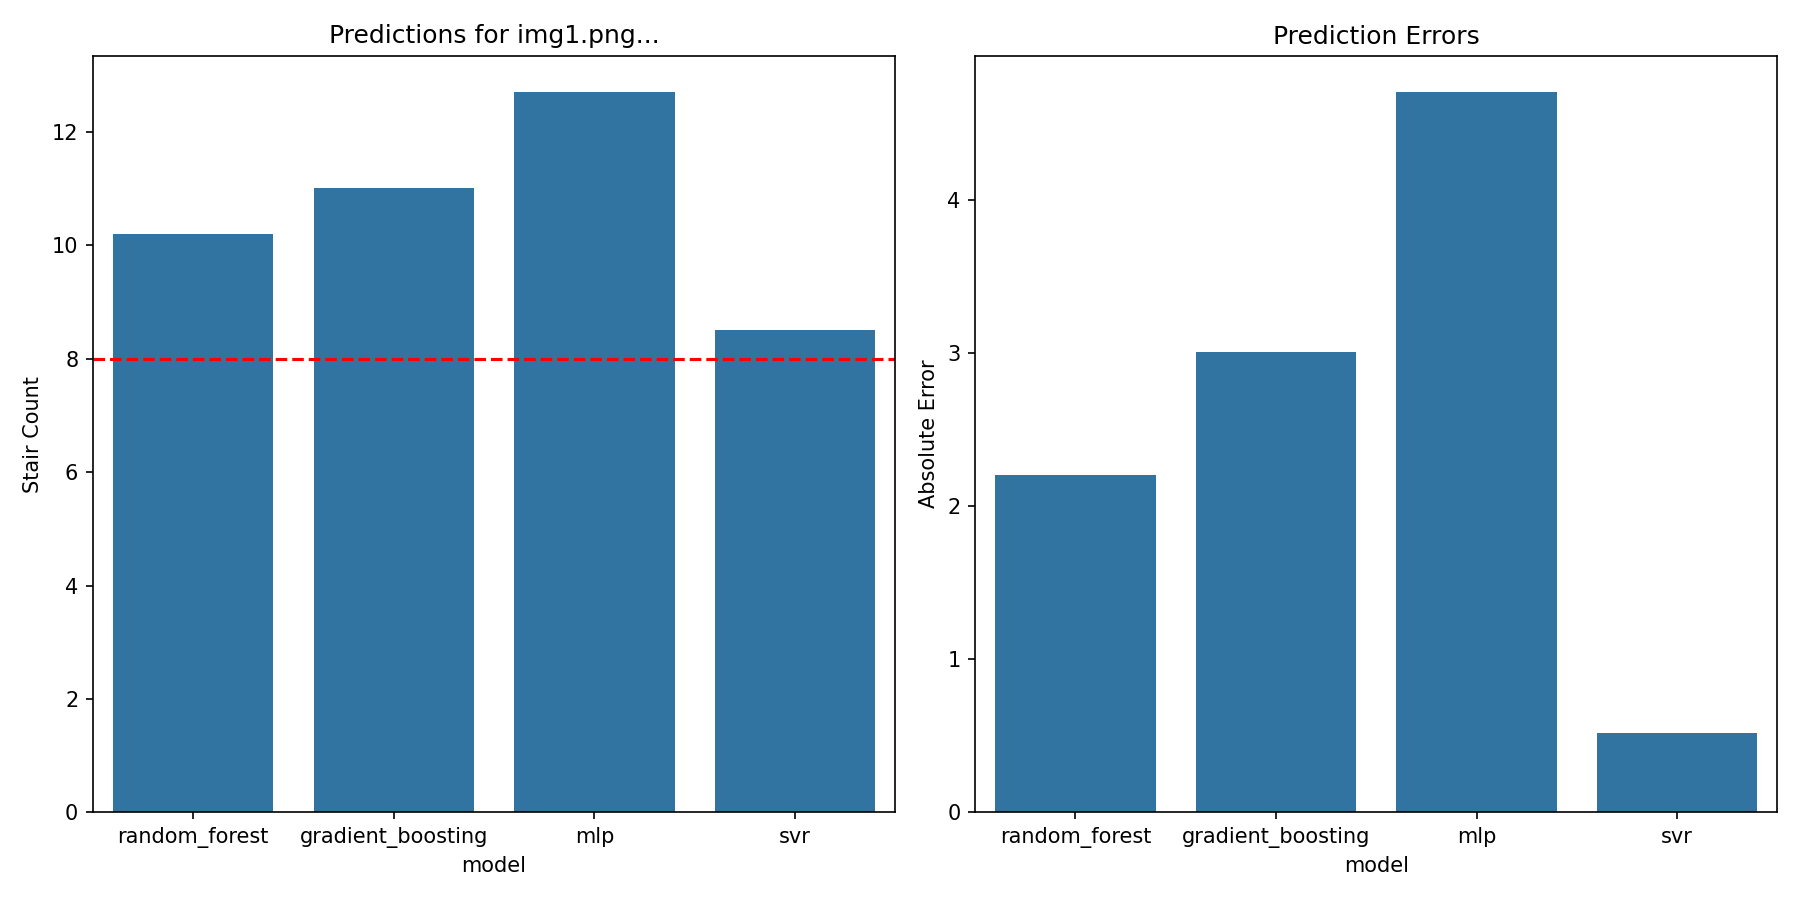 Predictions for img1.png...
Stair Count
12
10
8
6
4
2
0
random_forest gradient_boosting mlp svr
model
Prediction Errors
Absolute Error
4
3
2
1
0
random_forest gradient_boosting mlp svr
model